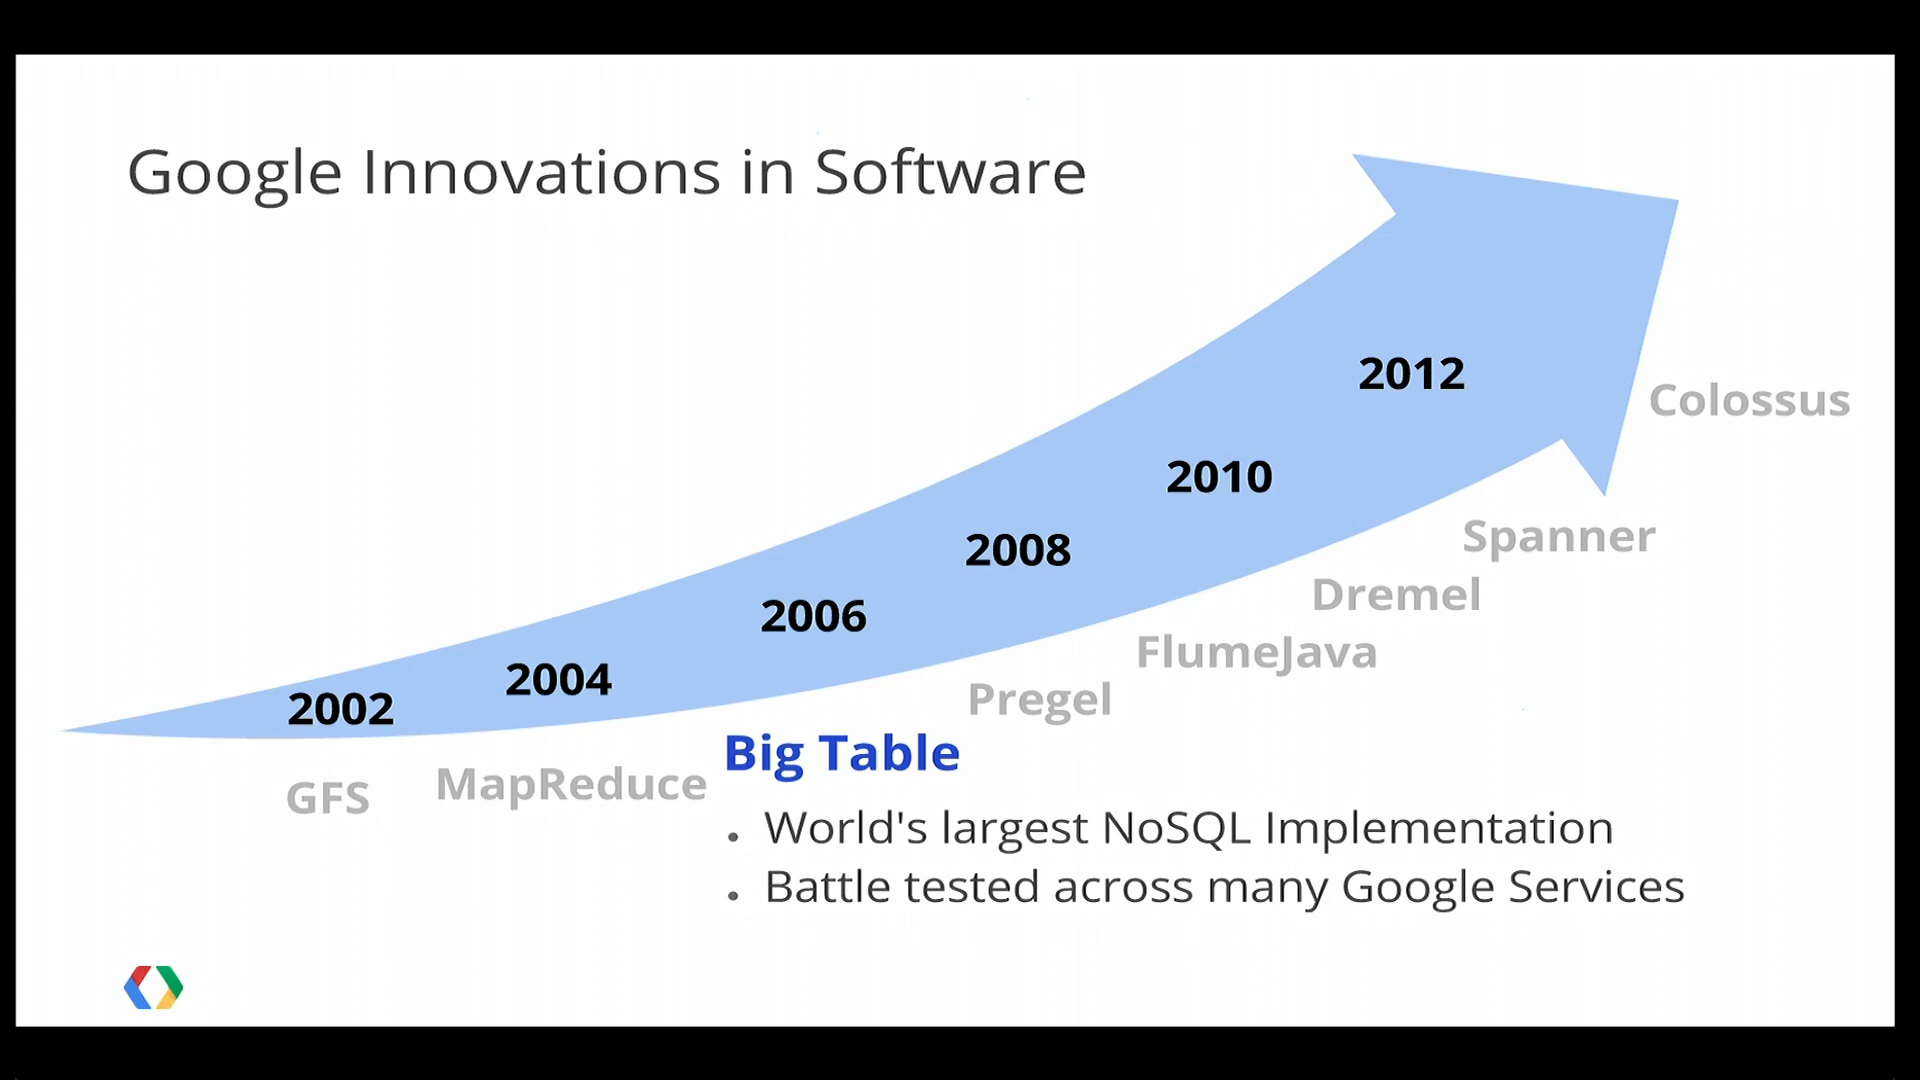 Google Innovations in Software
2012
Colossus
2010
Spanner
2008
Dremel
2006
FlumeJava
2004
Pregel
2002
Big Table
MapReduce
GFS
• World's largest NoSQL Implementation
• Battle tested across many Google Services